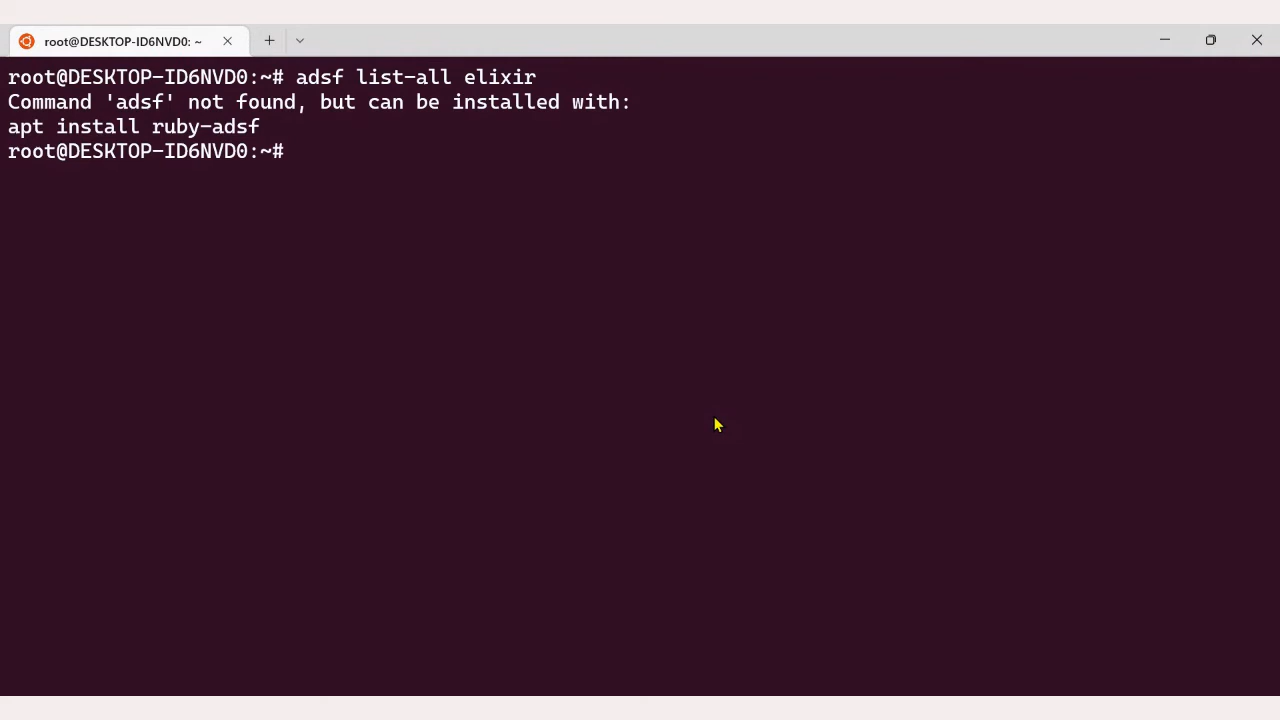 root@DESKTOP-ID6NVD0: ~
root@DESKTOP-ID6NVD0:~# adsf list-all elixir
Command 'adsf' not found, but can be installed with:
apt install ruby-adsf
root@DESKTOP-ID6NVD0:~#